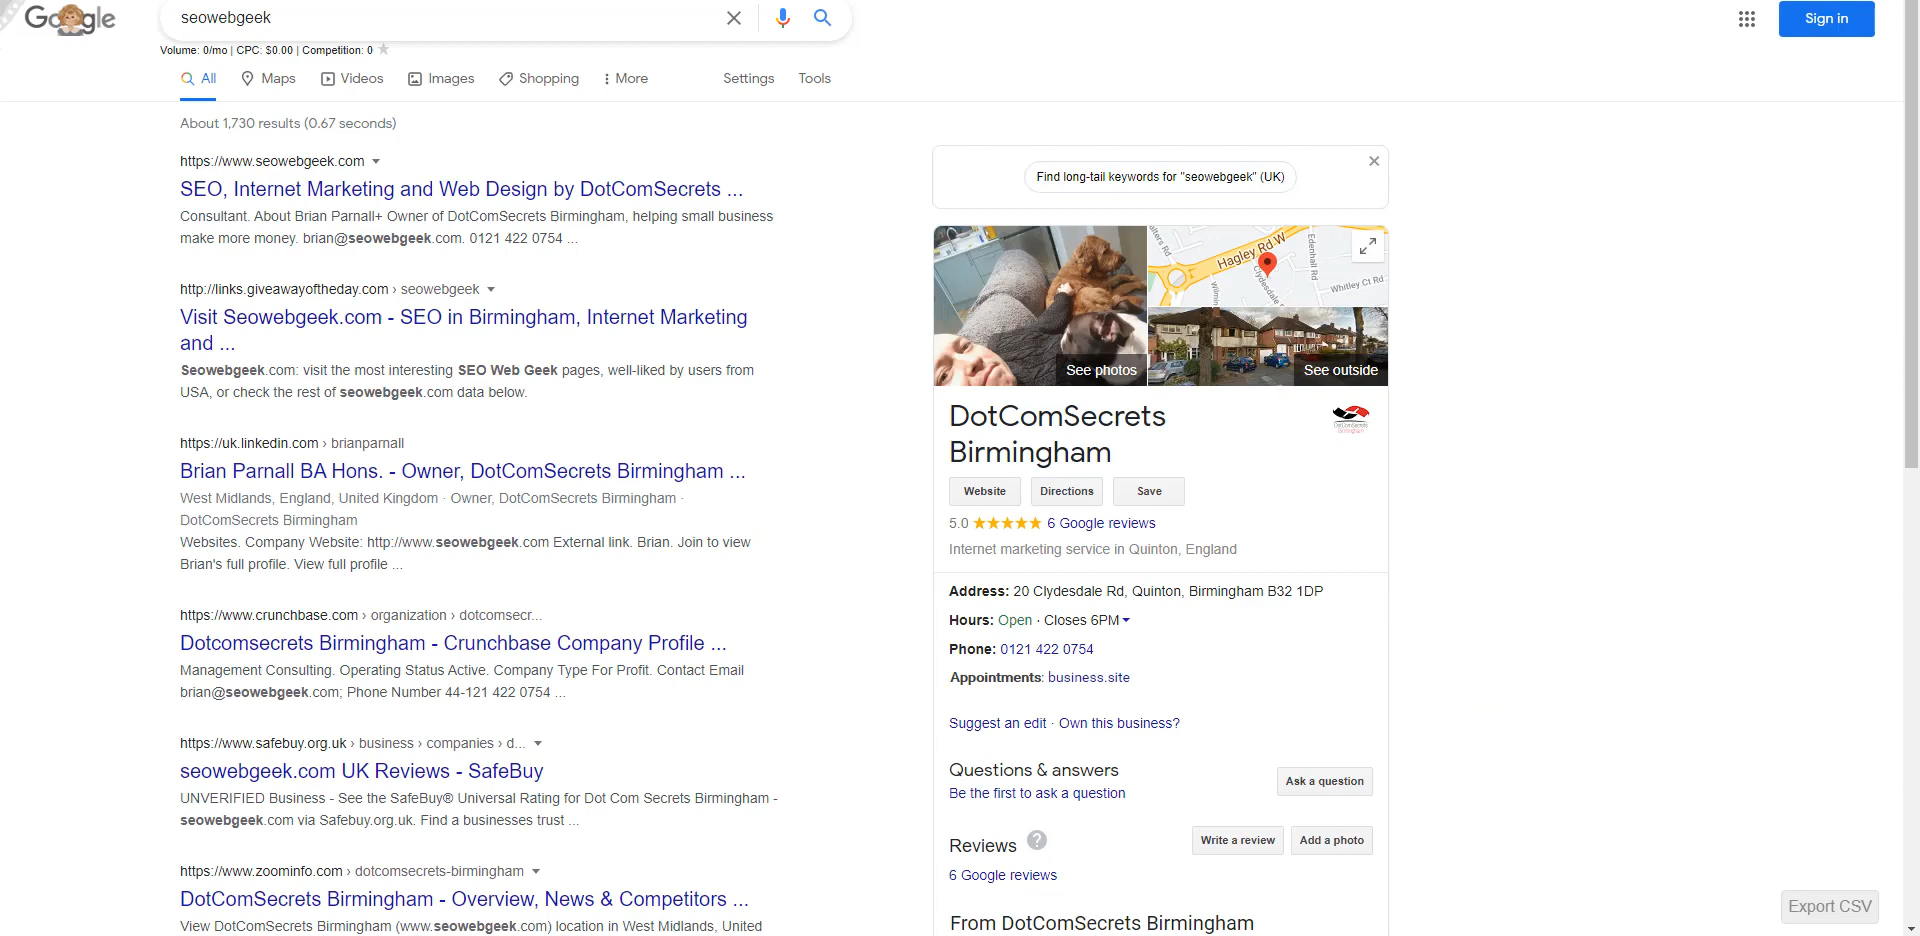 Google
seowebgeek
Sign in
Volume: 0/mo | CPC: $0.00 | Competition: 0
All
Maps
Videos
Images
Shopping
More
Settings
Tools
About 1,730 results (0.67 seconds)
https://www.seowebgeek.com
SEO, Internet Marketing and Web Design by DotComSecrets ...
Consultant. About Brian Parnall+ Owner of DotComSecrets Birmingham, helping small business
make more money. brian@seowebgeek.com. 0121 422 0754 ...
http://links.giveawayoftheday.com › seowebgeek
Visit Seowebgeek.com - SEO in Birmingham, Internet Marketing
and ...
Seowebgeek.com: visit the most interesting SEO Web Geek pages, well-liked by users from
USA, or check the rest of seowebgeek.com data below.
https://uk.linkedin.com › brianparnall
Brian Parnall BA Hons. - Owner, DotComSecrets Birmingham ...
West Midlands, England, United Kingdom · Owner, DotComSecrets Birmingham ·
DotComSecrets Birmingham
Websites. Company Website: http://www.seowebgeek.com External link. Brian. Join to view
Brian's full profile. View full profile ...
https://www.crunchbase.com › organization › dotcomsecr...
Dotcomsecrets Birmingham - Crunchbase Company Profile ...
Management Consulting. Operating Status Active. Company Type For Profit. Contact Email
brian@seowebgeek.com; Phone Number 44-121 422 0754 ...
https://www.safebuy.org.uk › business › companies › d...
seowebgeek.com UK Reviews - SafeBuy
UNVERIFIED Business - See the SafeBuy® Universal Rating for Dot Com Secrets Birmingham -
seowebgeek.com via Safebuy.org.uk. Find a businesses trust ...
https://www.zoominfo.com › dotcomsecrets-birmingham
DotComSecrets Birmingham - Overview, News & Competitors ...
View DotComSecrets Birmingham (www.seowebgeek.com) location in West Midlands, United
Find long-tail keywords for "seowebgeek" (UK)
Hagley Rd W
Clydesdale
Edenhall Rd
Whitley Ct Rd
See photos
See outside
DotComSecrets
Birmingham
DotComSecrets
Birmingham
Website
Directions
Save
5.0 ★★★★★ 6 Google reviews
Internet marketing service in Quinton, England
Address: 20 Clydesdale Rd, Quinton, Birmingham B32 1DP
Hours: Open · Closes 6PM
Phone: 0121 422 0754
Appointments: business.site
Suggest an edit · Own this business?
Questions & answers
Be the first to ask a question
Ask a question
Reviews ?
Write a review
Add a photo
6 Google reviews
From DotComSecrets Birmingham
Export CSV